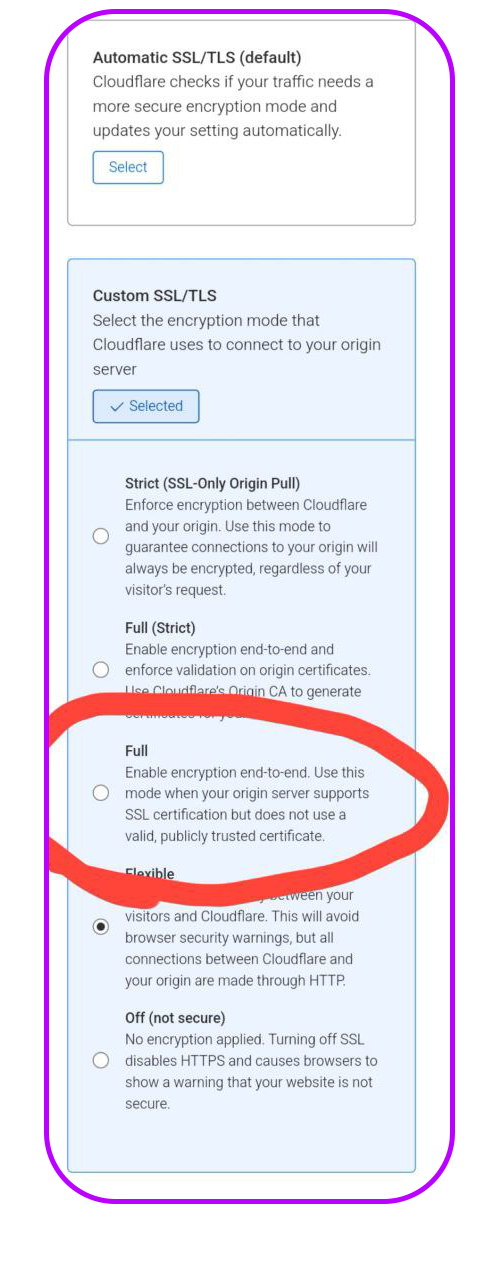 Automatic SSL/TLS (default)
Cloudflare checks if your traffic needs a
more secure encryption mode and
updates your setting automatically.
Select
Custom SSL/TLS
Select the encryption mode that
Cloudflare uses to connect to your origin
server
Selected
Strict (SSL-Only Origin Pull)
Enforce encryption between Cloudflare
and your origin. Use this mode to
guarantee connections to your origin will
always be encrypted, regardless of your
visitor's request.
Full (Strict)
Enable encryption end-to-end and
enforce validation on origin certificates.
Use Cloudflare's Origin CA to generate
certificates for your
Full
Enable encryption end-to-end. Use this
mode when your origin server supports
SSL certification but does not use a
valid, publicly trusted certificate.
Flexible
between your
visitors and Cloudflare. This will avoid
browser security warnings, but all
connections between Cloudflare and
your origin are made through HTTP.
Off (not secure)
No encryption applied. Turning off SSL
disables HTTPS and causes browsers to
show a warning that your website is not
secure.